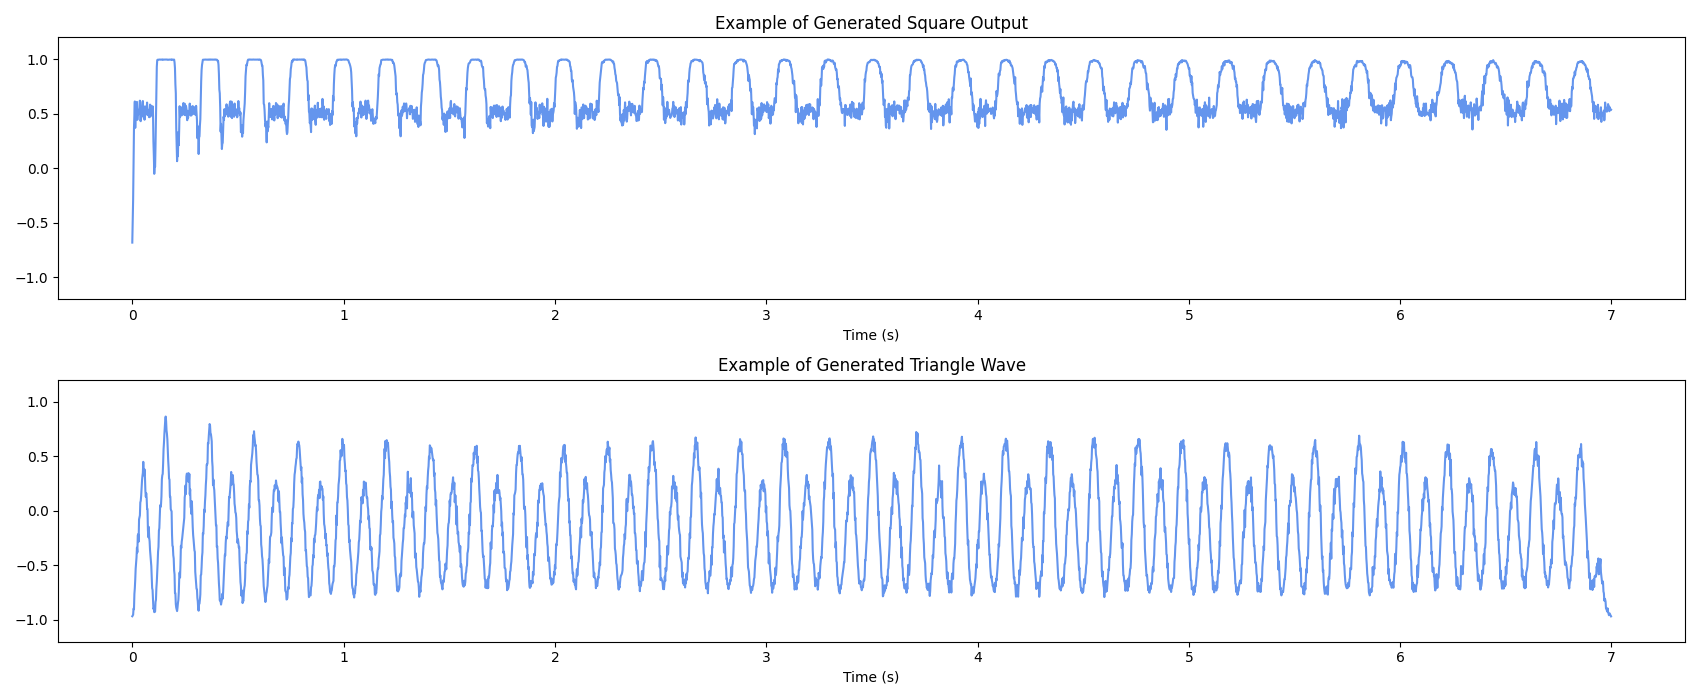 Example of Generated Square Output
1.0
0.5
0.0
−0.5
−1.0
0 1 2 3 4 5 6 7
Time (s)
Example of Generated Triangle Wave
1.0
0.5
0.0
−0.5
−1.0
0 1 2 3 4 5 6 7
Time (s)